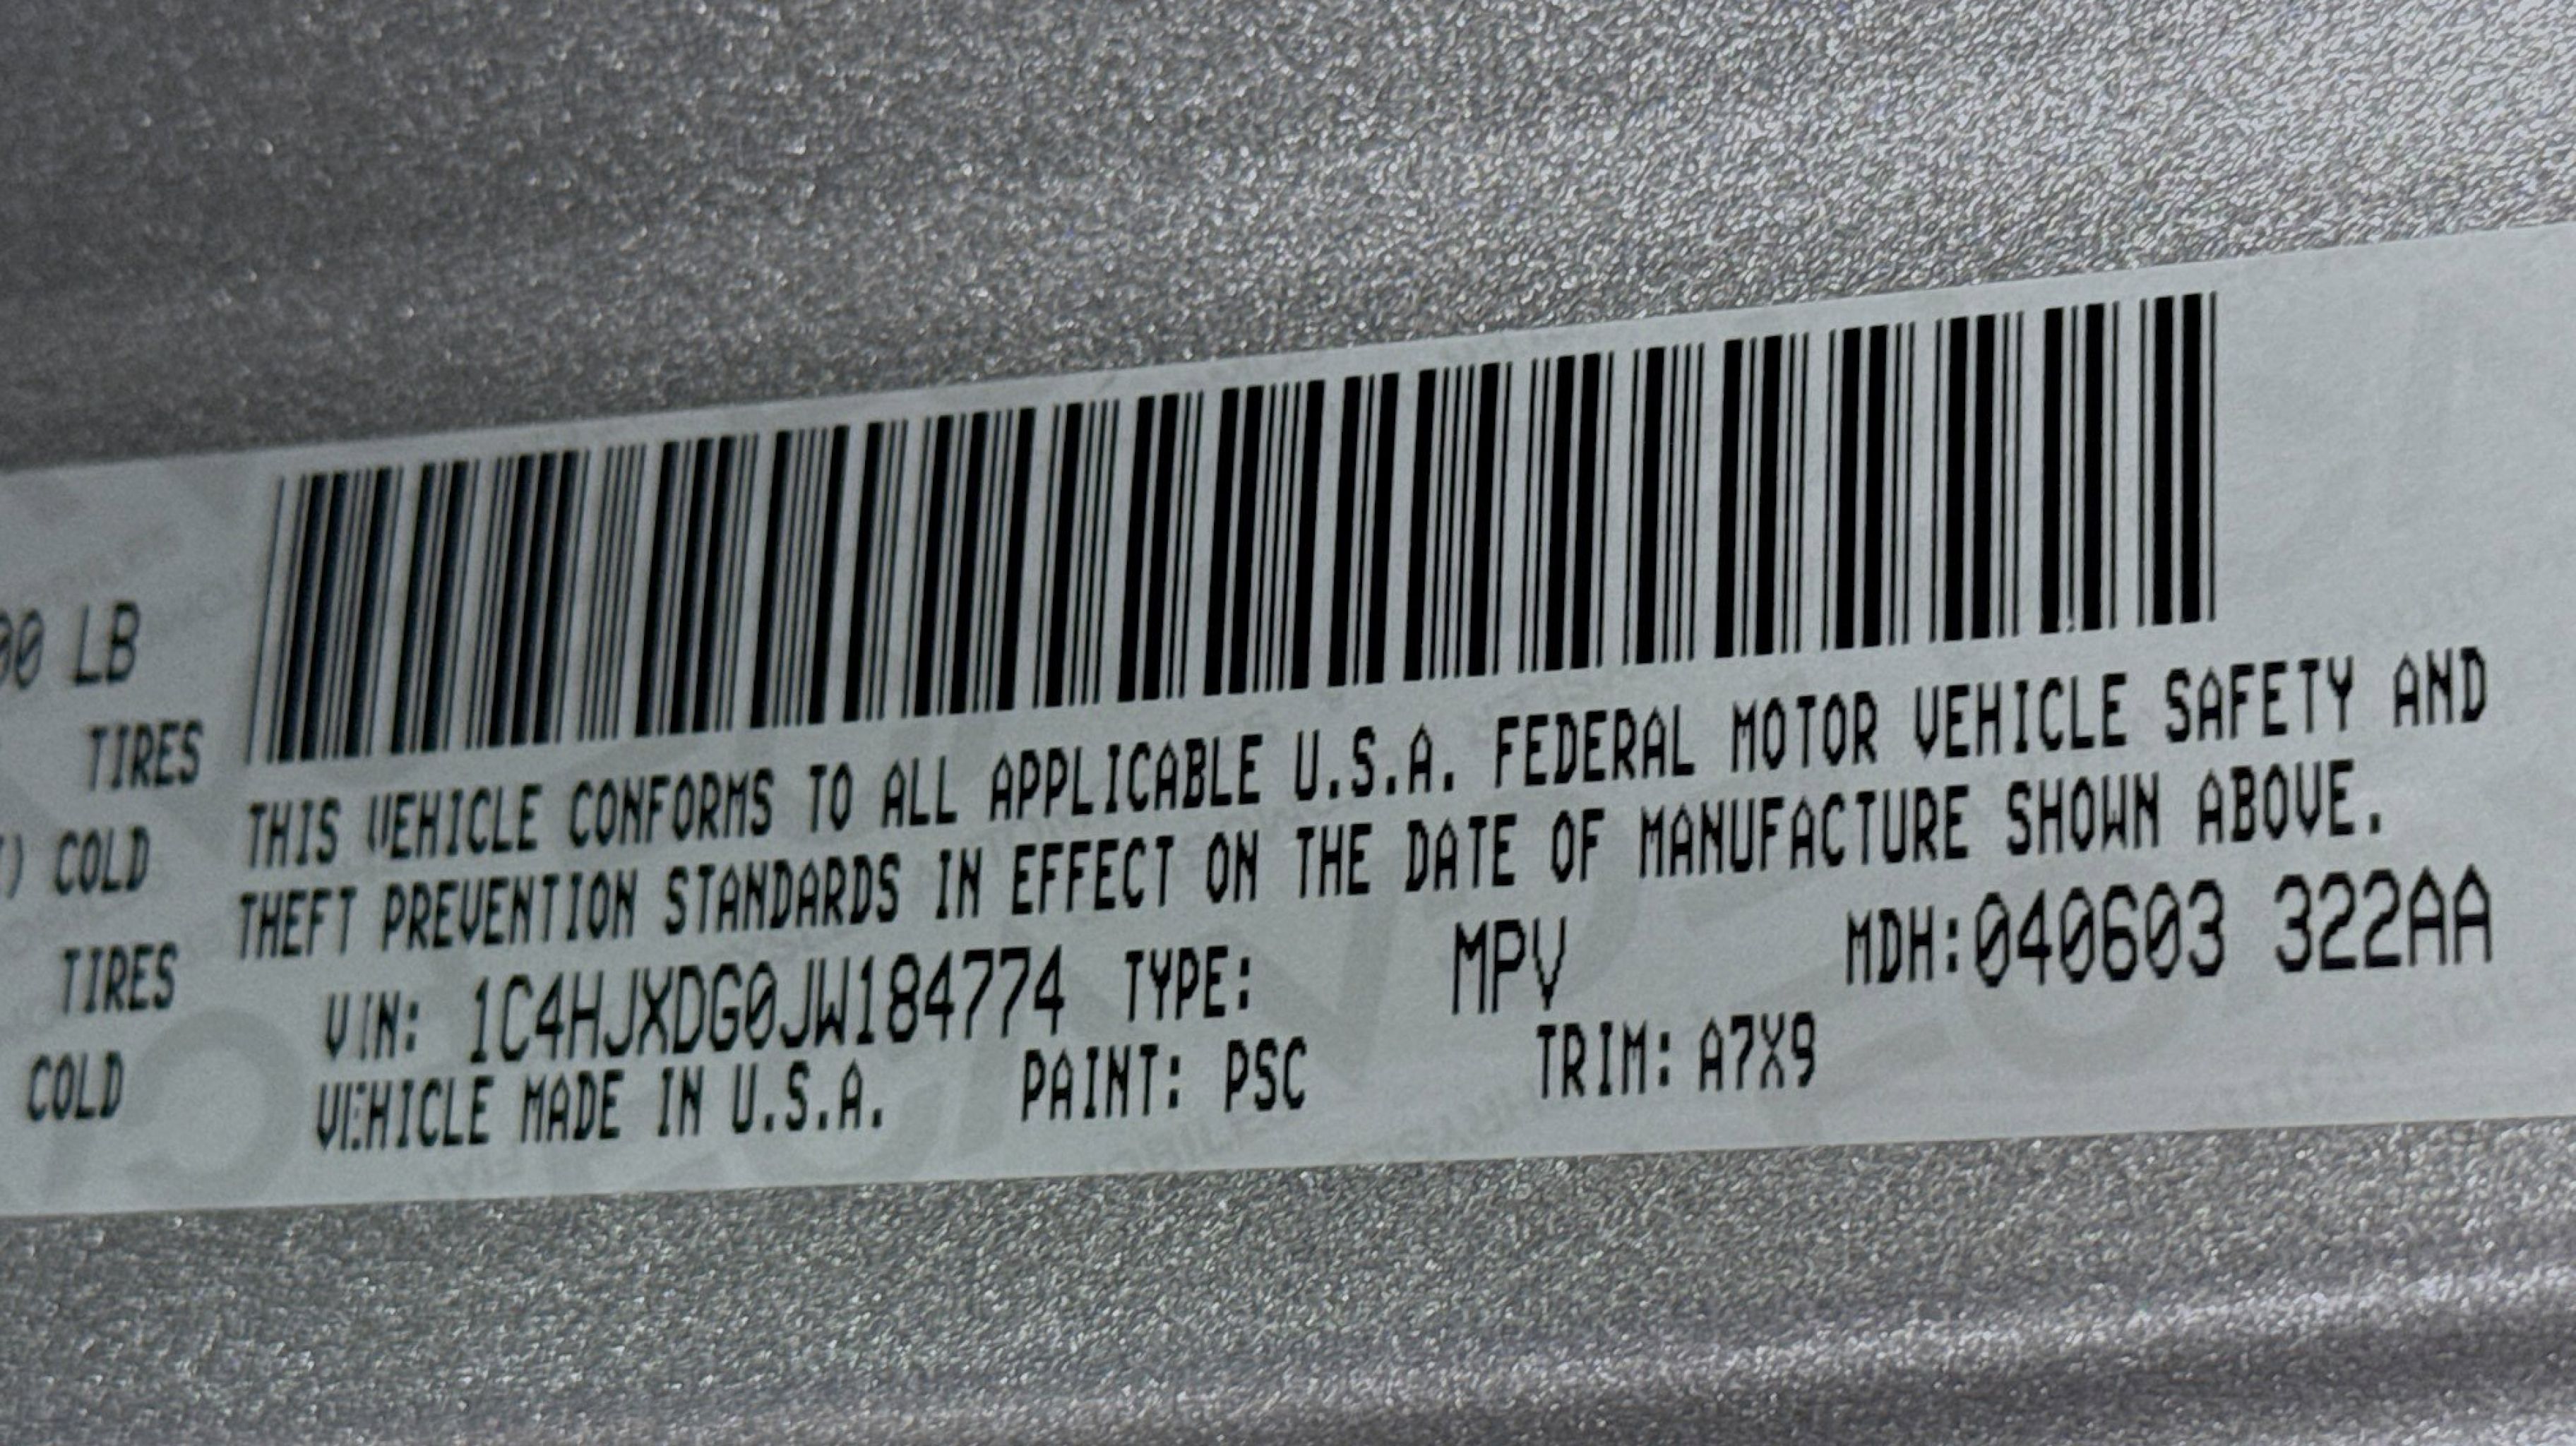 00 LB
TIRES
) COLD
TIRES
COLD
THIS VEHICLE CONFORMS TO ALL APPLICABLE U.S.A. FEDERAL MOTOR VEHICLE SAFETY AND
THEFT PREVENTION STANDARDS IN EFFECT ON THE DATE OF MANUFACTURE SHOWN ABOVE.
VIN: 1C4HJXDG0JW184774 TYPE: MPV MDH:040603 322AA
VEHICLE MADE IN U.S.A. PAINT: PSC TRIM: A7X9